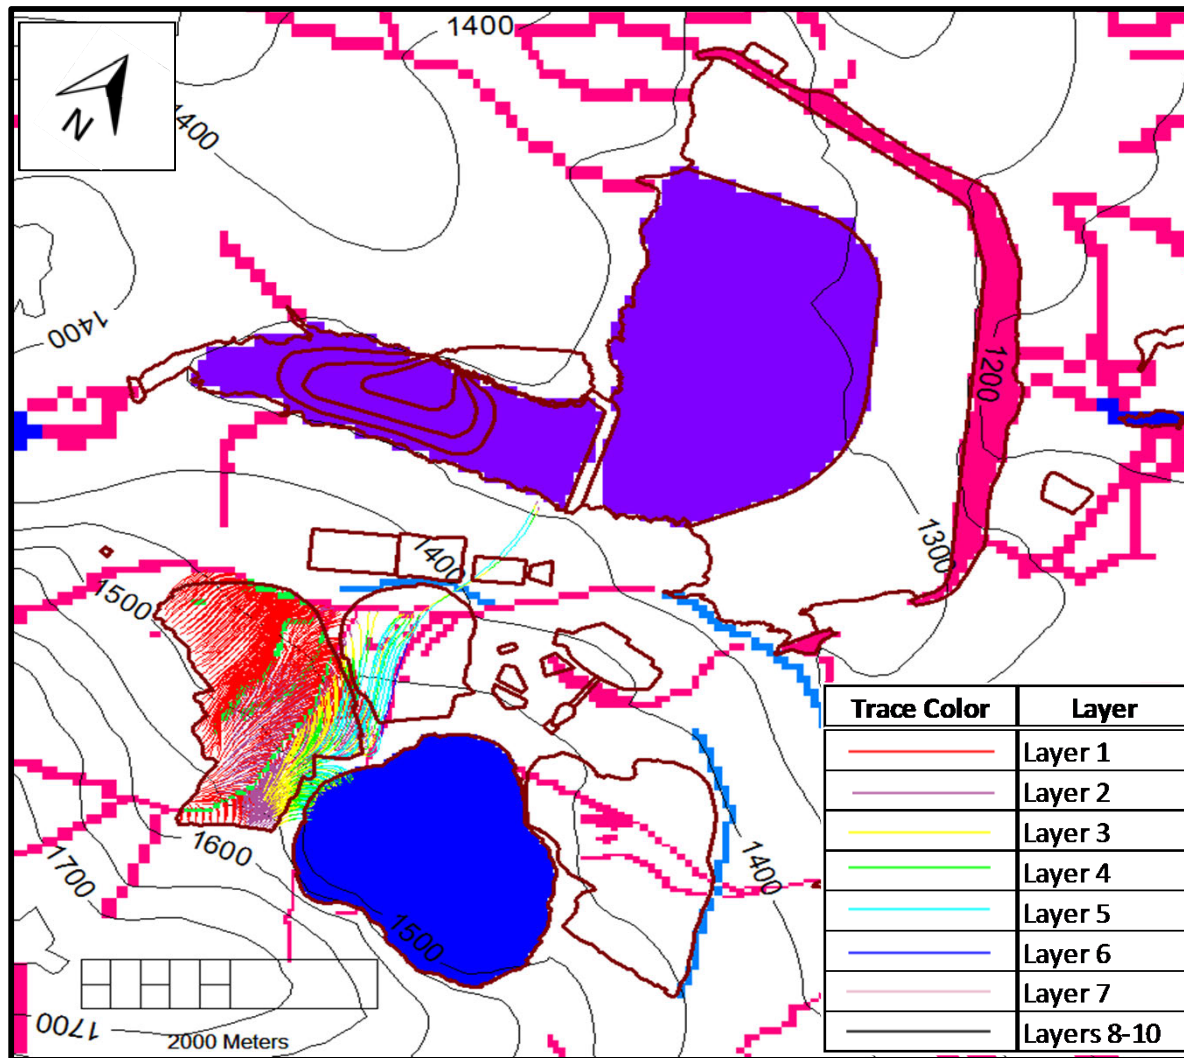 1400
N
1400
1400
1200
1400
1300
1500
1600
1700
1400
1500
1700
2000 Meters
Trace Color Layer
Layer 1
Layer 2
Layer 3
Layer 4
Layer 5
Layer 6
Layer 7
Layers 8-10